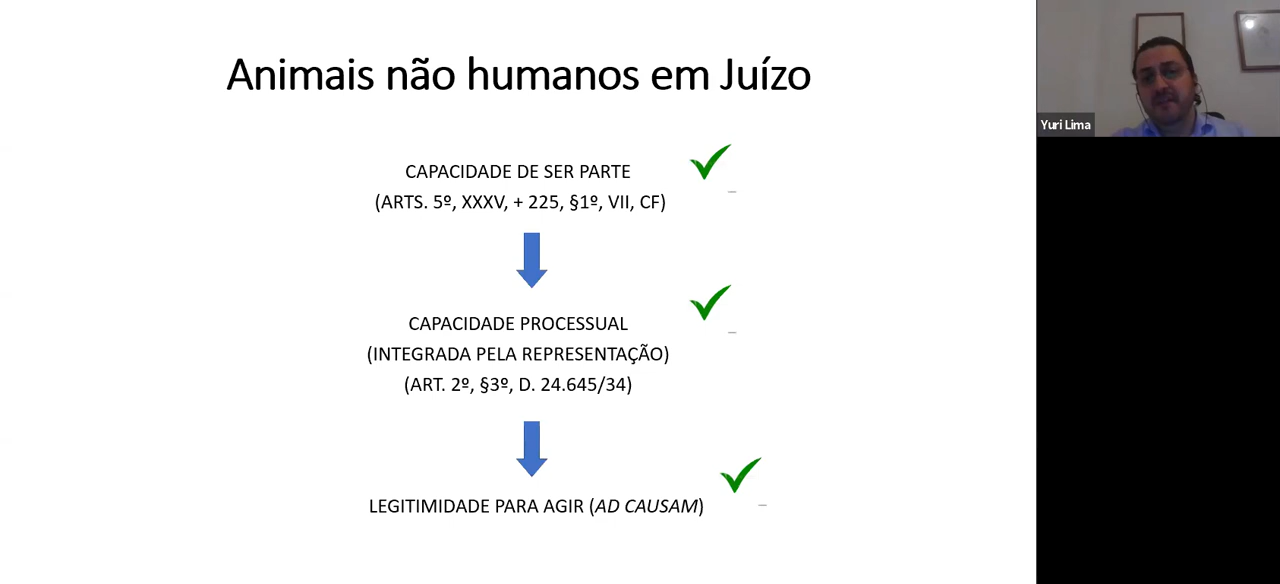 Animais não humanos em Juízo
CAPACIDADE DE SER PARTE
(ARTS. 5º, XXXV, + 225, §1º, VII, CF)
CAPACIDADE PROCESSUAL
(INTEGRADA PELA REPRESENTAÇÃO)
(ART. 2º, §3º, D. 24.645/34)
LEGITIMIDADE PARA AGIR (AD CAUSAM)
Yuri Lima